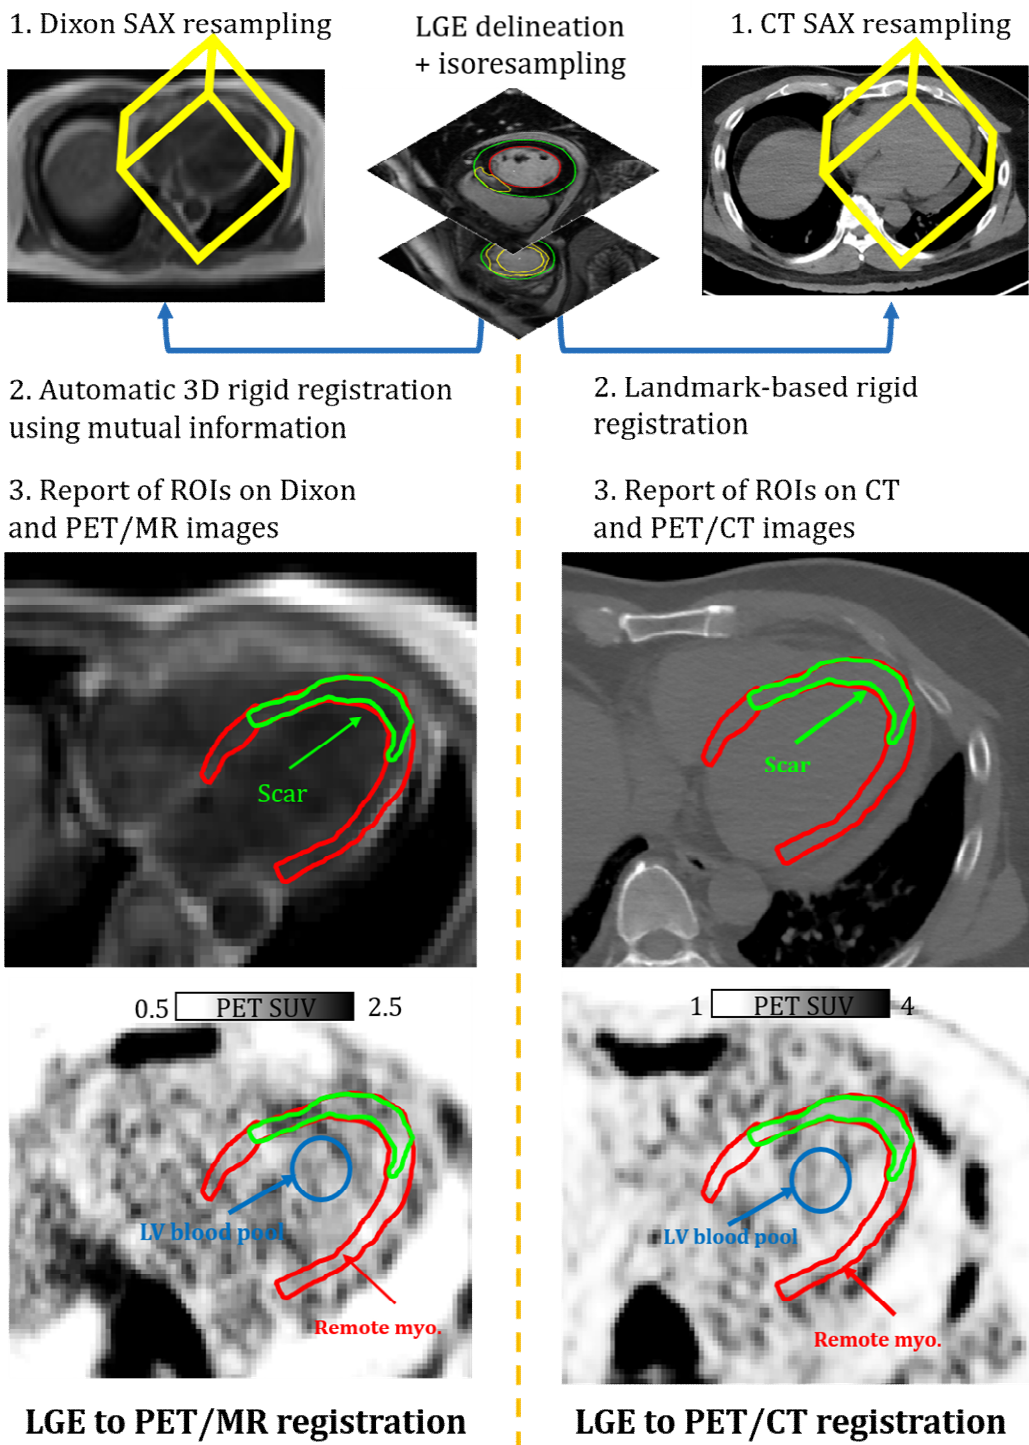 1. Dixon SAX resampling
LGE delineation
+ isoresampling
1. CT SAX resampling
2. Automatic 3D rigid registration
using mutual information
2. Landmark-based rigid
registration
3. Report of ROIs on Dixon
and PET/MR images
3. Report of ROIs on CT
and PET/CT images
Scar
Scar
0.5 PET SUV 2.5
1 PET SUV 4
LV blood pool
Remote myo.
LV blood pool
Remote myo.
LGE to PET/MR registration
LGE to PET/CT registration